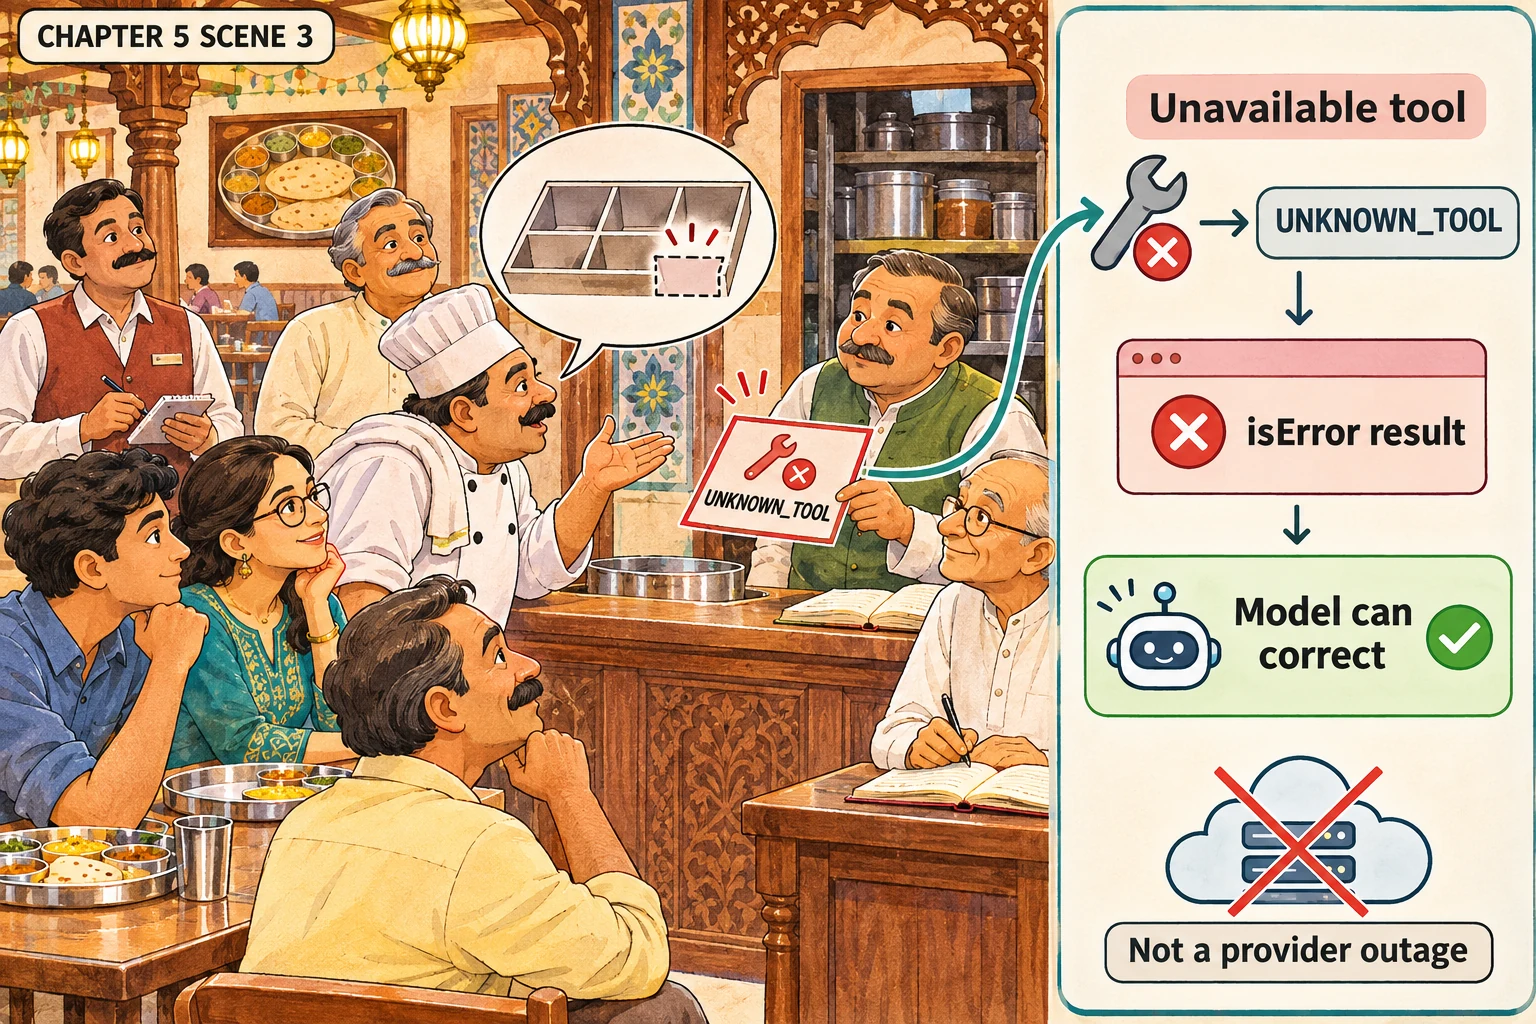 CHAPTER 5 SCENE 3
UNKNOWN_TOOL
Unavailable tool
UNKNOWN_TOOL
isError result
Model can
correct
Not a provider outage